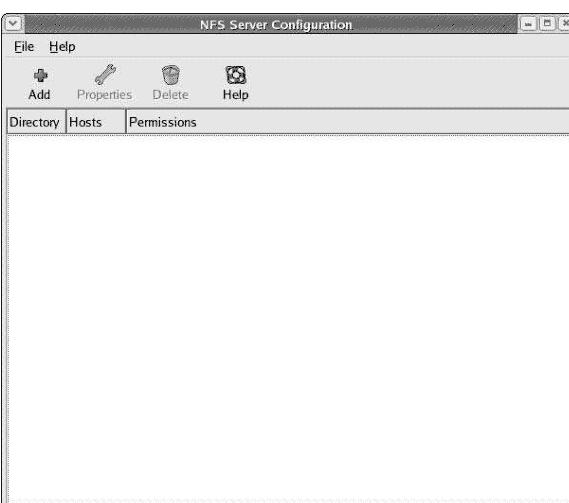 NFS Server Configuration
File Help
Add Properties Delete Help
Directory Hosts Permissions